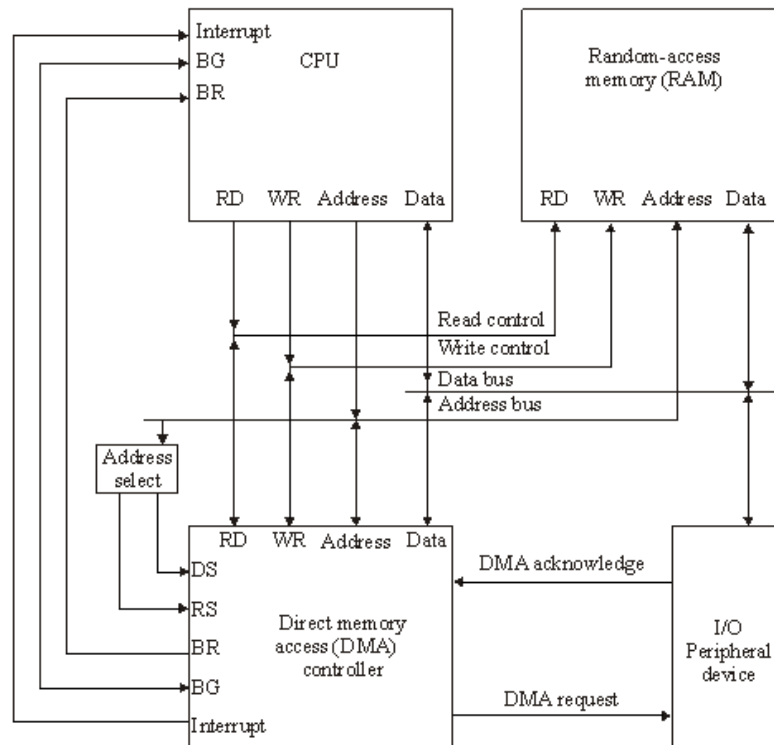 Interrupt
BG
CPU
BR
RD WR Address Data
Random-access
memory (RAM)
RD WR Address Data
Read control
Write control
Data bus
Address bus
Address
select
RD WR Address Data
DS
RS
BR
BG
Interrupt
Direct memory
access (DMA)
controller
DMA acknowledge
DMA request
I/O
Peripheral
device